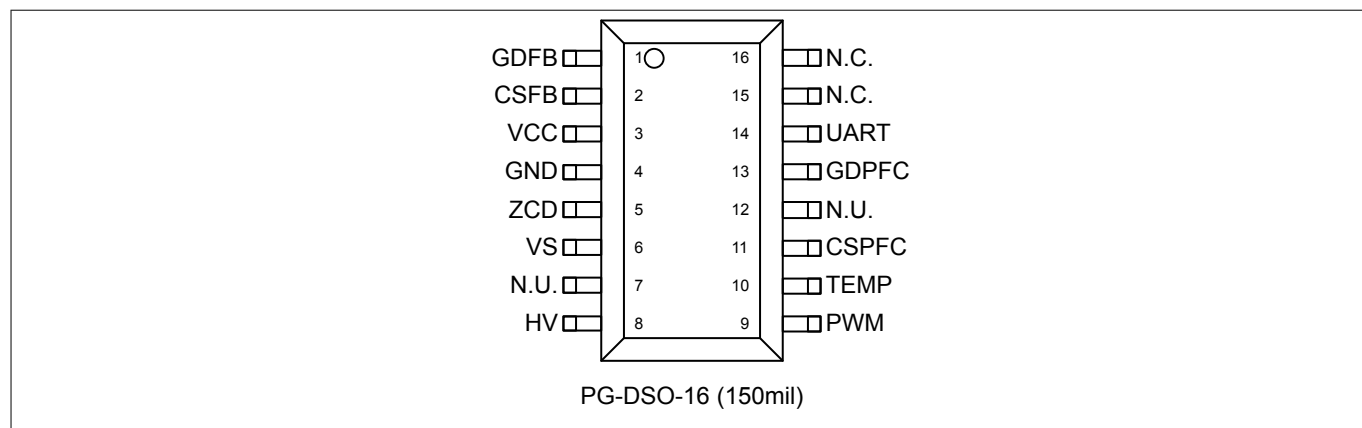 GDFB 1 16 N.C.
CSFB 2 15 N.C.
VCC 3 14 UART
GND 4 13 GDPFC
ZCD 5 12 N.U.
VS 6 11 CSPFC
N.U. 7 10 TEMP
HV 8 9 PWM
PG-DSO-16 (150mil)